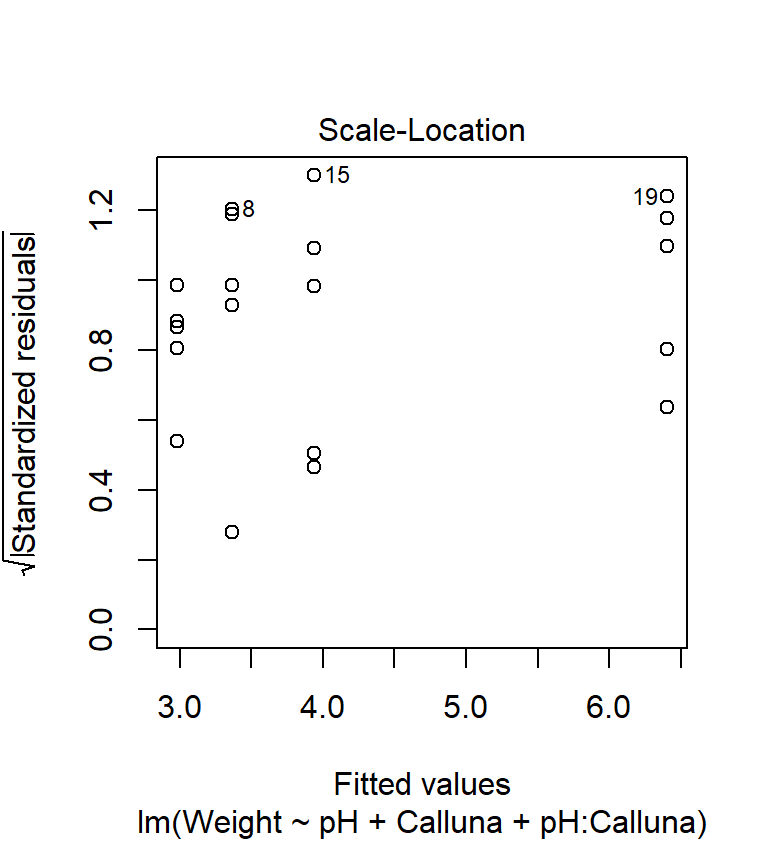 Scale-Location
√|Standardized residuals|
1.2
0.8
0.4
0.0
15
8
19
3.0 4.0 5.0 6.0
Fitted values
lm(Weight ~ pH + Calluna + pH:Calluna)